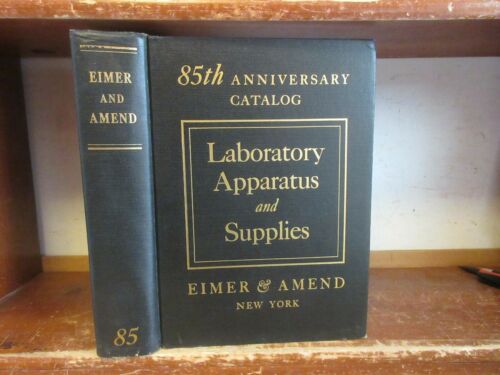 EIMER
AND
AMEND
85
85th ANNIVERSARY
CATALOG
Laboratory
Apparatus
and
Supplies
EIMER & AMEND
NEW YORK